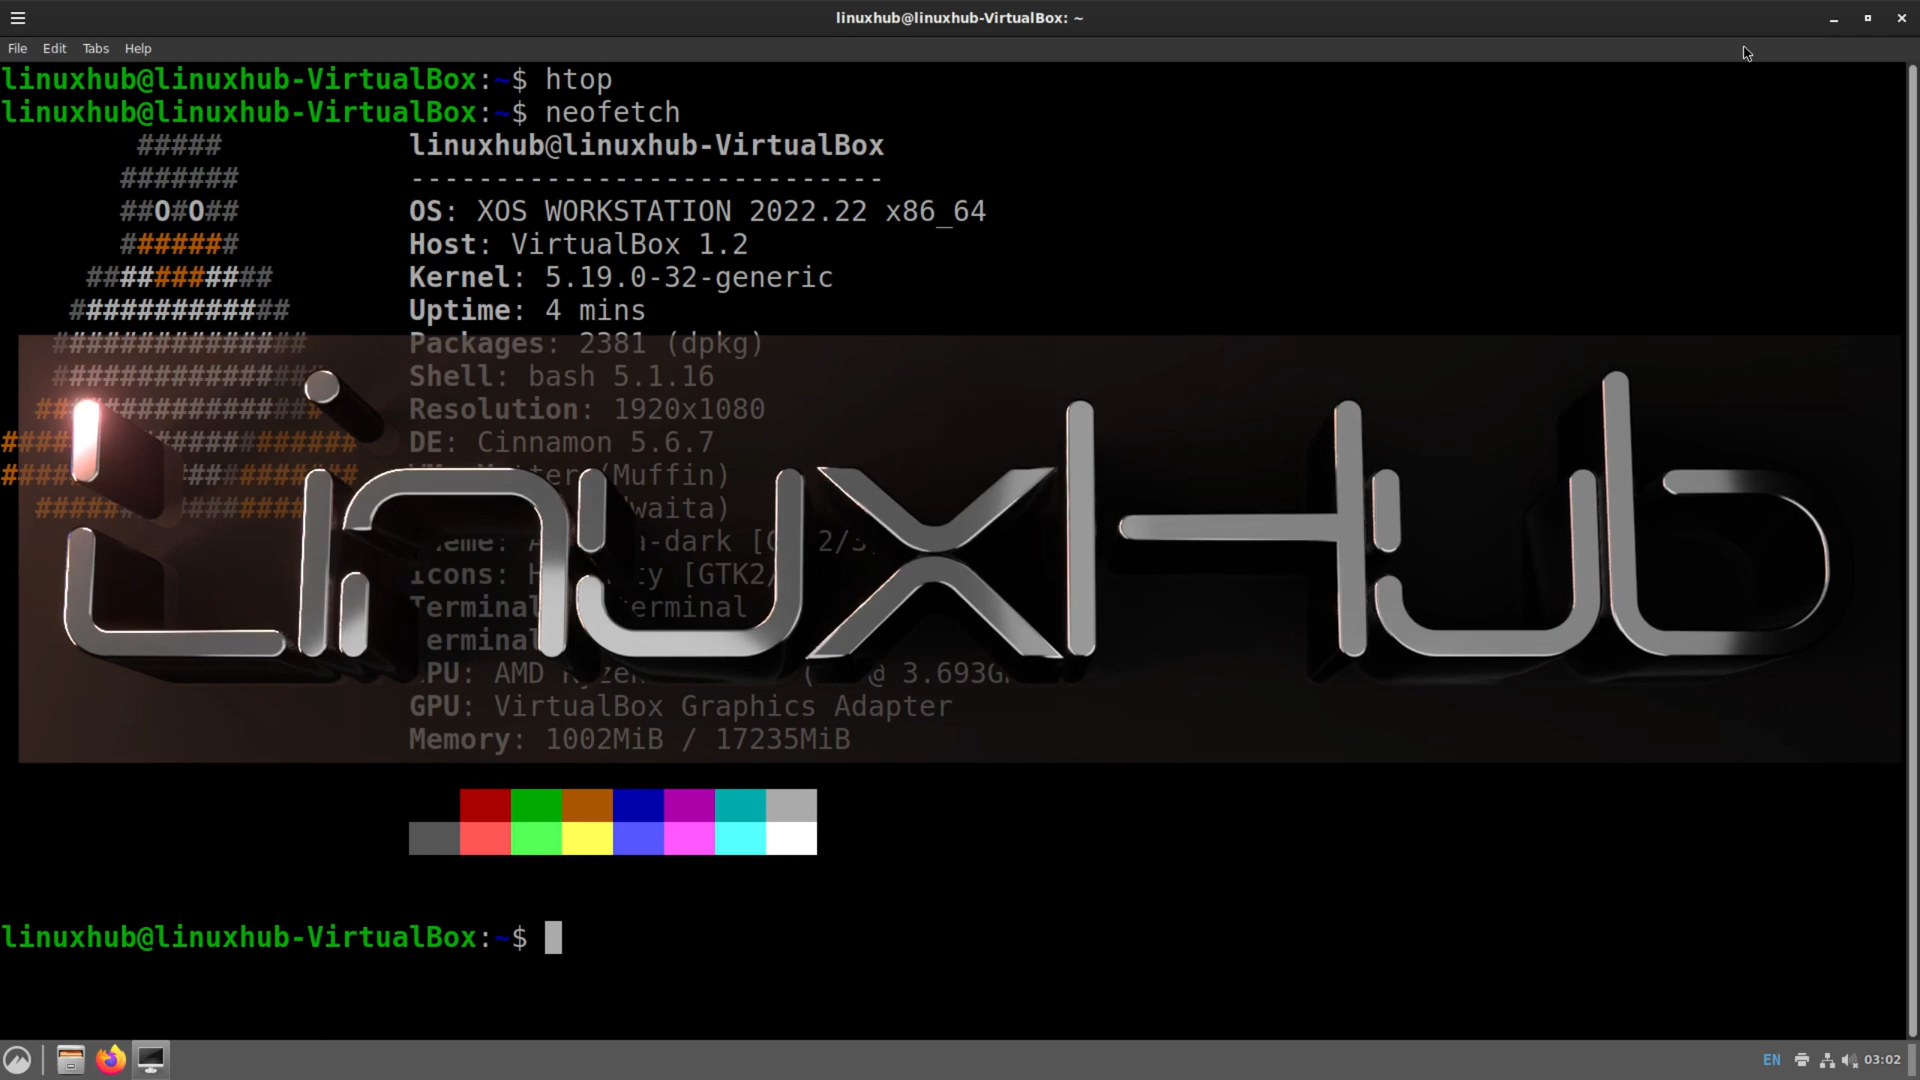 linuxhub@linuxhub-VirtualBox: ~
File Edit Tabs Help
linuxhub@linuxhub-VirtualBox:~$ htop
linuxhub@linuxhub-VirtualBox:~$ neofetch
linuxhub@linuxhub-VirtualBox
----------------------------
OS: XOS WORKSTATION 2022.22 x86_64
Host: VirtualBox 1.2
Kernel: 5.19.0-32-generic
Uptime: 4 mins
Packages: 2381 (dpkg)
Shell: bash 5.1.16
Resolution: 1920x1080
DE: Cinnamon 5.6.7
(Muffin)
Icons:
Terminal
AMD @
GPU: VirtualBox Graphics Adapter
Memory: 1002MiB / 17235MiB
LinuxHub
linuxhub@linuxhub-VirtualBox:~$
EN 03:02